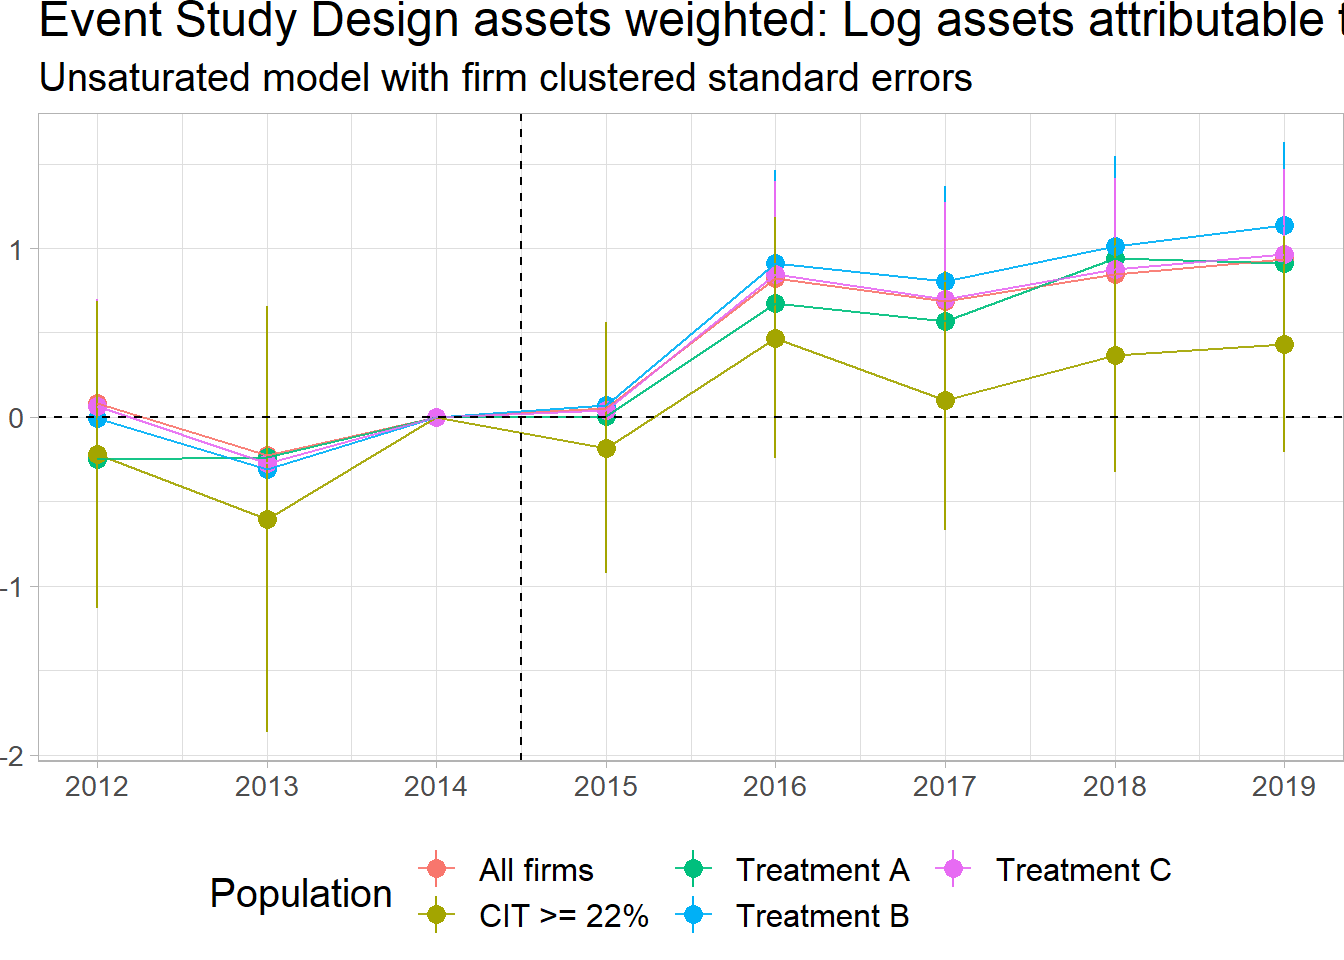 Event Study Design assets weighted: Log assets attributable
Unsaturated model with firm clustered standard errors
1
0
-1
-2
2012 2013 2014 2015 2016 2017 2018 2019
Population
All firms Treatment A Treatment C
CIT >= 22% Treatment B